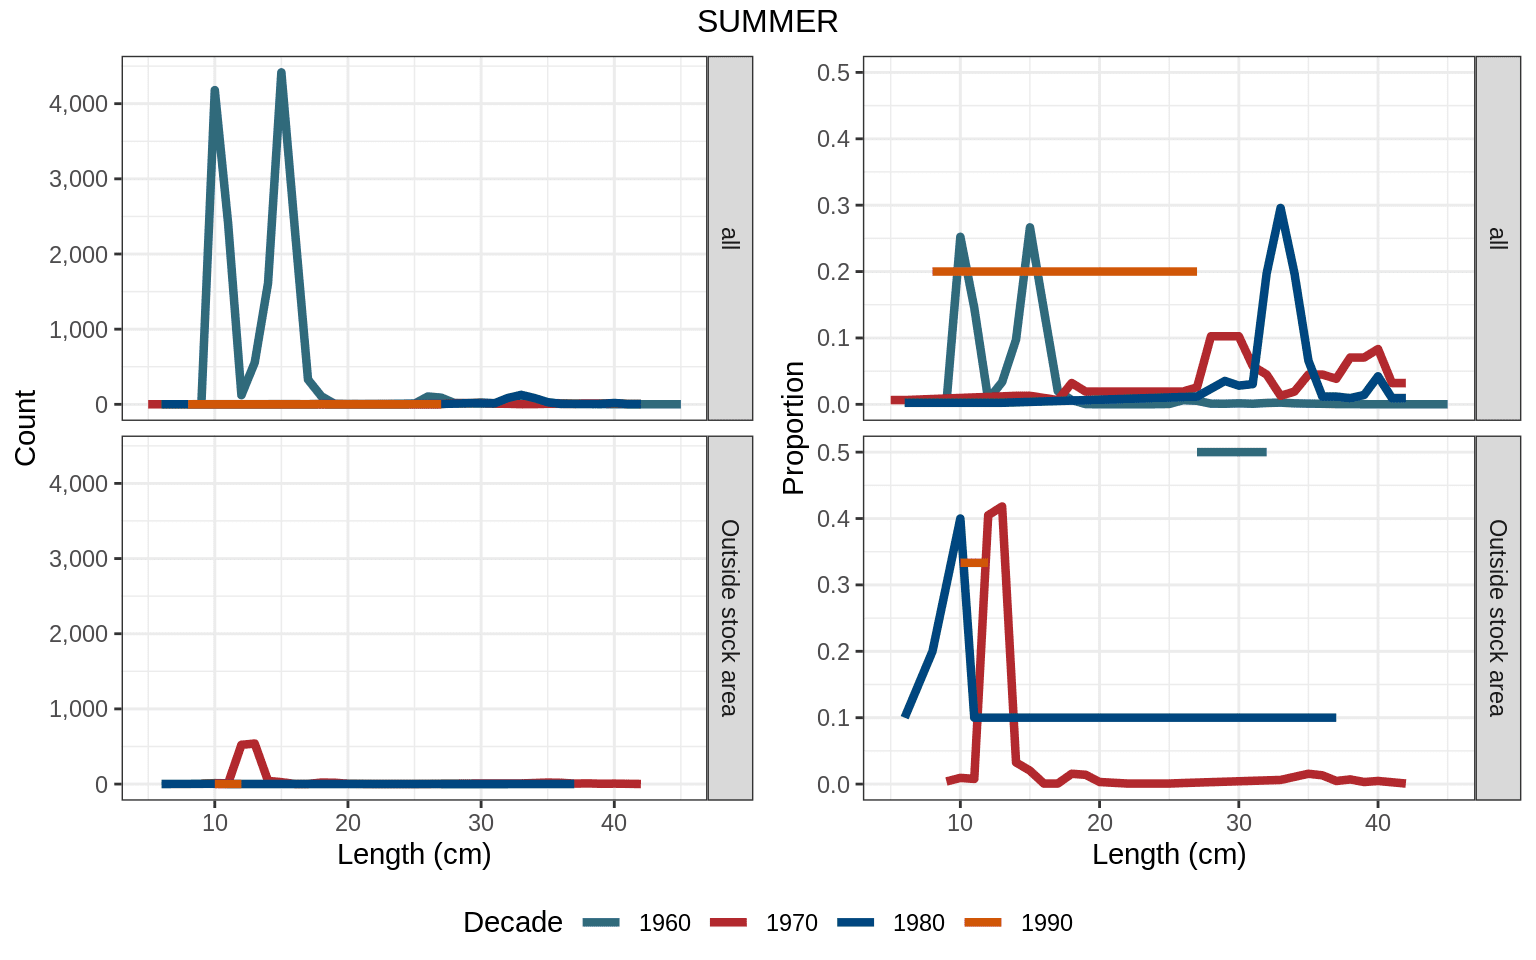 SUMMER
Count
4,000
3,000
2,000
1,000
0
all
4,000
3,000
2,000
1,000
0
Outside stock area
10 20 30 40
Length (cm)
Proportion
0.5
0.4
0.3
0.2
0.1
0.0
all
0.5
0.4
0.3
0.2
0.1
0.0
Outside stock area
10 20 30 40
Length (cm)
Decade 1960 1970 1980 1990